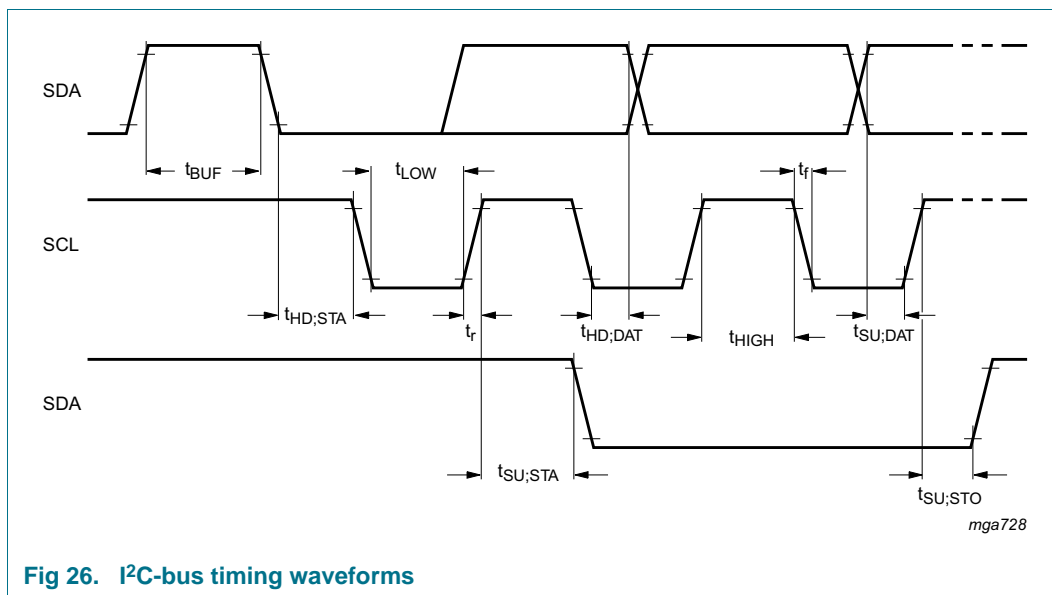 SDA
tBUF
tLOW
tf
SCL
tHD;STA
tr
tHD;DAT
tHIGH
tSU;DAT
SDA
tSU;STA
tSU;STO
mga728
Fig 26. I2C-bus timing waveforms